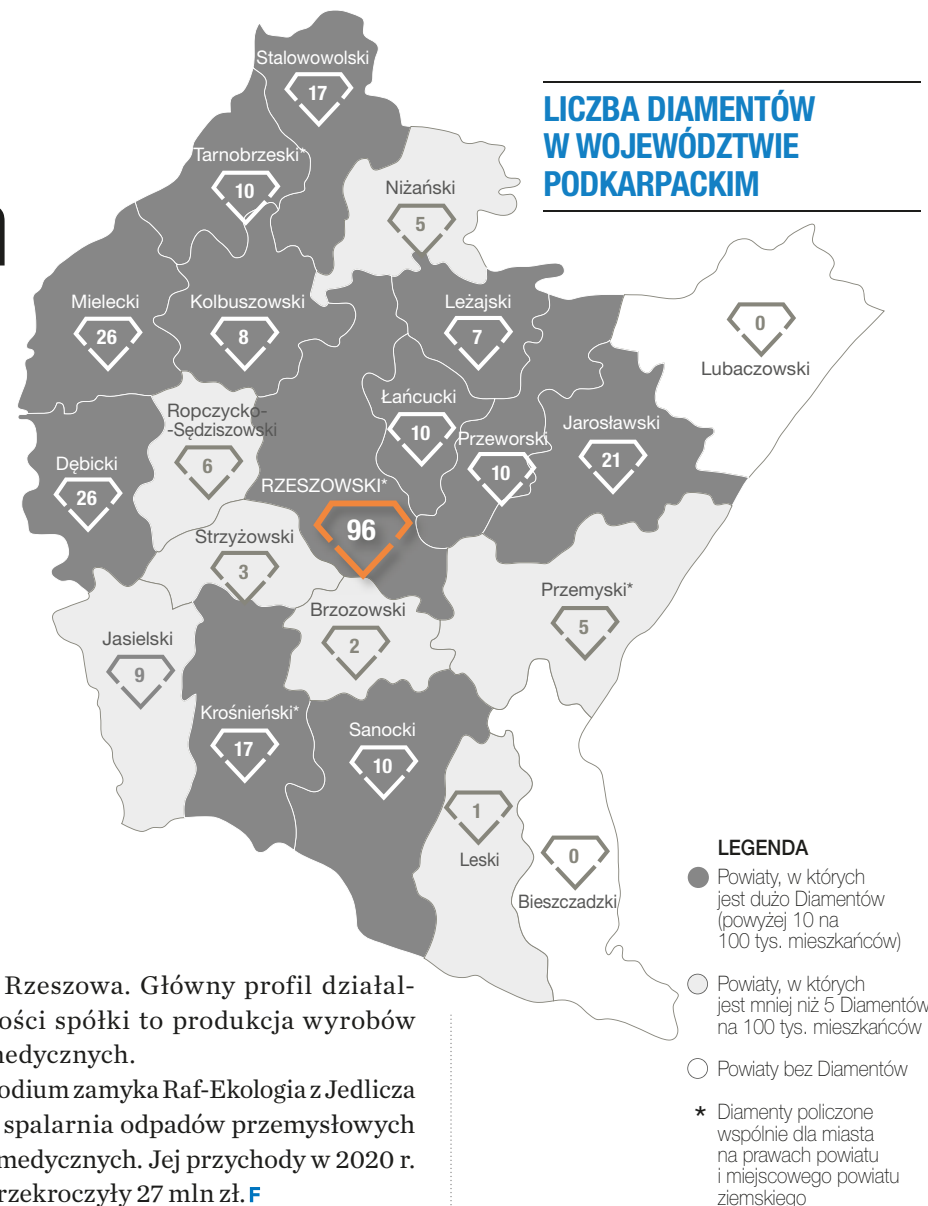 LICZBA DIAMENTÓW
W WOJEWÓDZTWIE
PODKARPACKIM
Stalowowolski
17
Tarnobrzeski*
10
Niżański
5
Mielecki
26
Kolbuszowski
8
Leżajski
7
0
Lubaczowski
Ropczycko-
-Sędziszowski
6
Łańcucki
10
Przeworski
10
Jarosławski
21
Dębicki
26
RZESZOWSKI*
96
Strzyżowski
3
Brzozowski
2
Przemyski*
5
Jasielski
9
Krośnieński*
17
Sanocki
10
1
Leski
0
Bieszczadzki
LEGENDA
Powiaty, w których
jest dużo Diamentów
(powyżej 10 na
100 tys. mieszkańców)
Powiaty, w których
jest mniej niż 5 Diamentów
na 100 tys. mieszkańców
Powiaty bez Diamentów
* Diamenty policzone
wspólnie dla miasta
na prawach powiatu
i miejscowego powiatu
ziemskiego
Rzeszowa. Główny profil działal-
ości spółki to produkcja wyrobów
medycznych.
odium zamyka Raf-Ekologia z Jedlicza
spalarnia odpadów przemysłowych
medycznych. Jej przychody w 2020 r.
rzekroczyły 27 mln zł. F